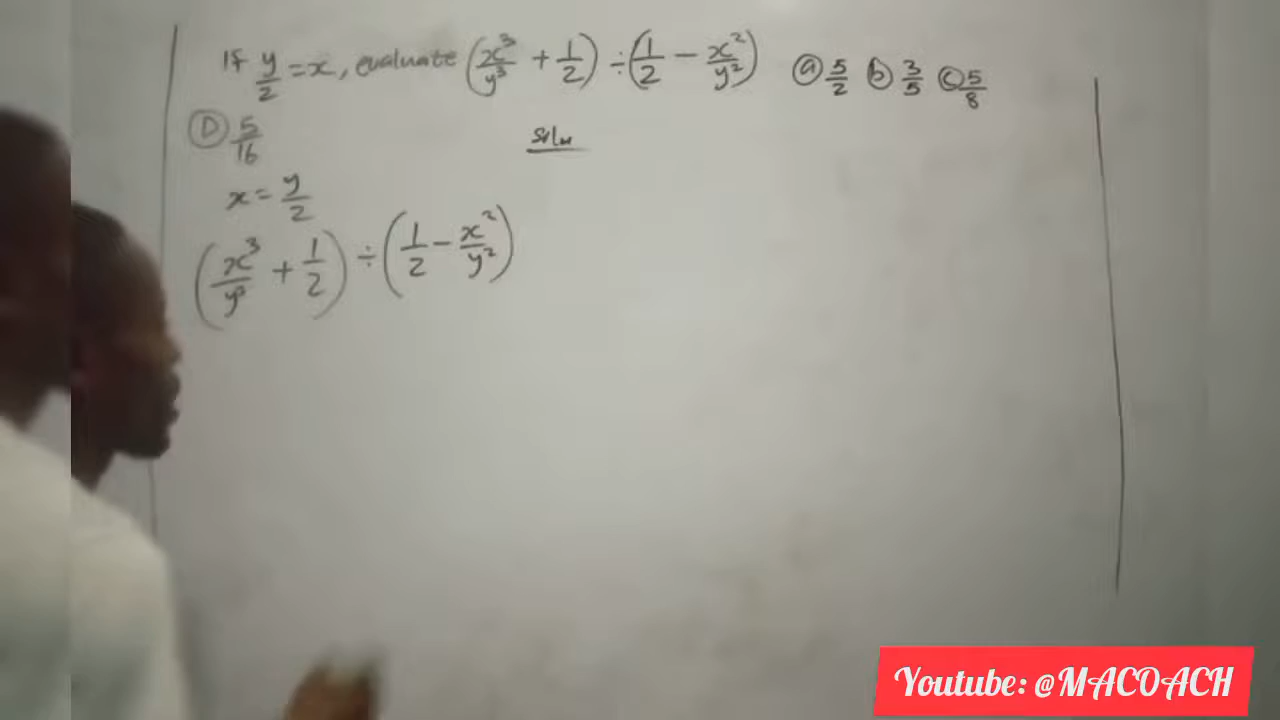 If y/2 = x, evaluate (x³/y³ + 1/2) ÷ (1/2 − x²/y²) (a) 5/2 (b) 3/5 (c) 5/8
(D) 5/16
Soln
x = y/2
(x³/y³ + 1/2) ÷ (1/2 − x²/y²)
Youtube: @MACOACH